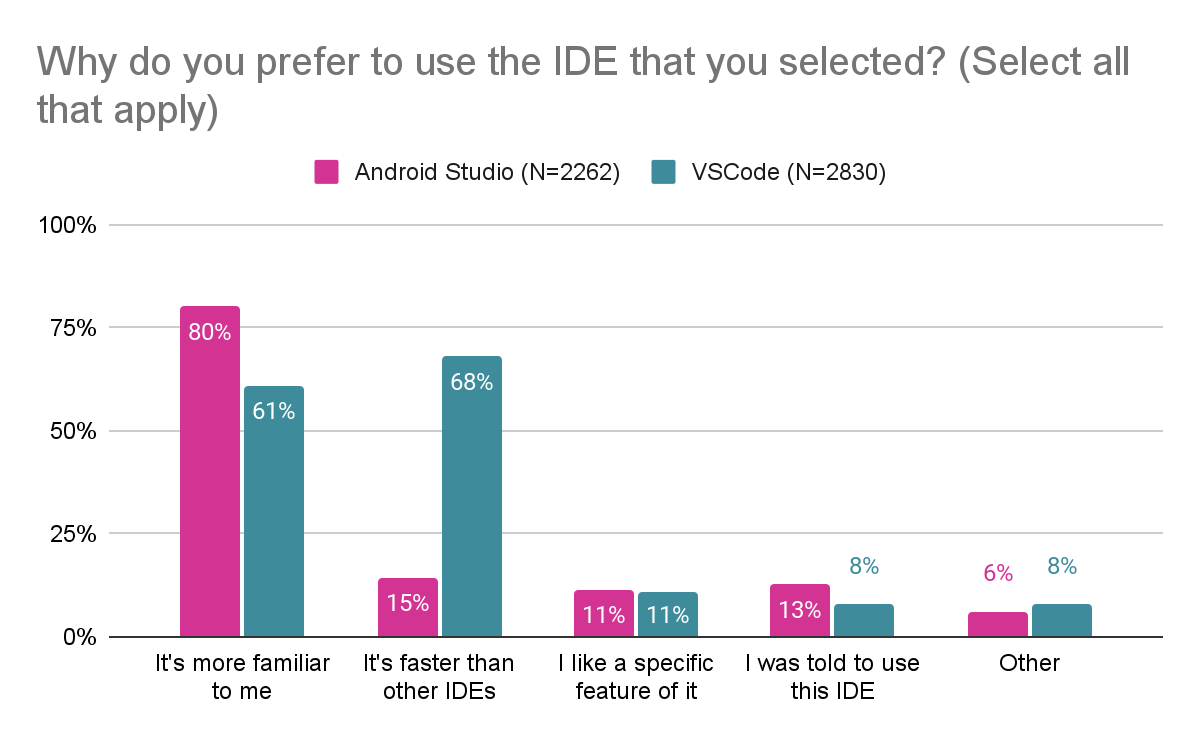 Why do you prefer to use the IDE that you selected? (Select all
that apply)
Android Studio (N=2262)
VSCode (N=2830)
100%
75%
50%
25%
0%
80%
61%
15%
68%
11%
11%
13%
8%
6%
8%
It's more familiar
to me
It's faster than
other IDEs
I like a specific
feature of it
I was told to use
this IDE
Other